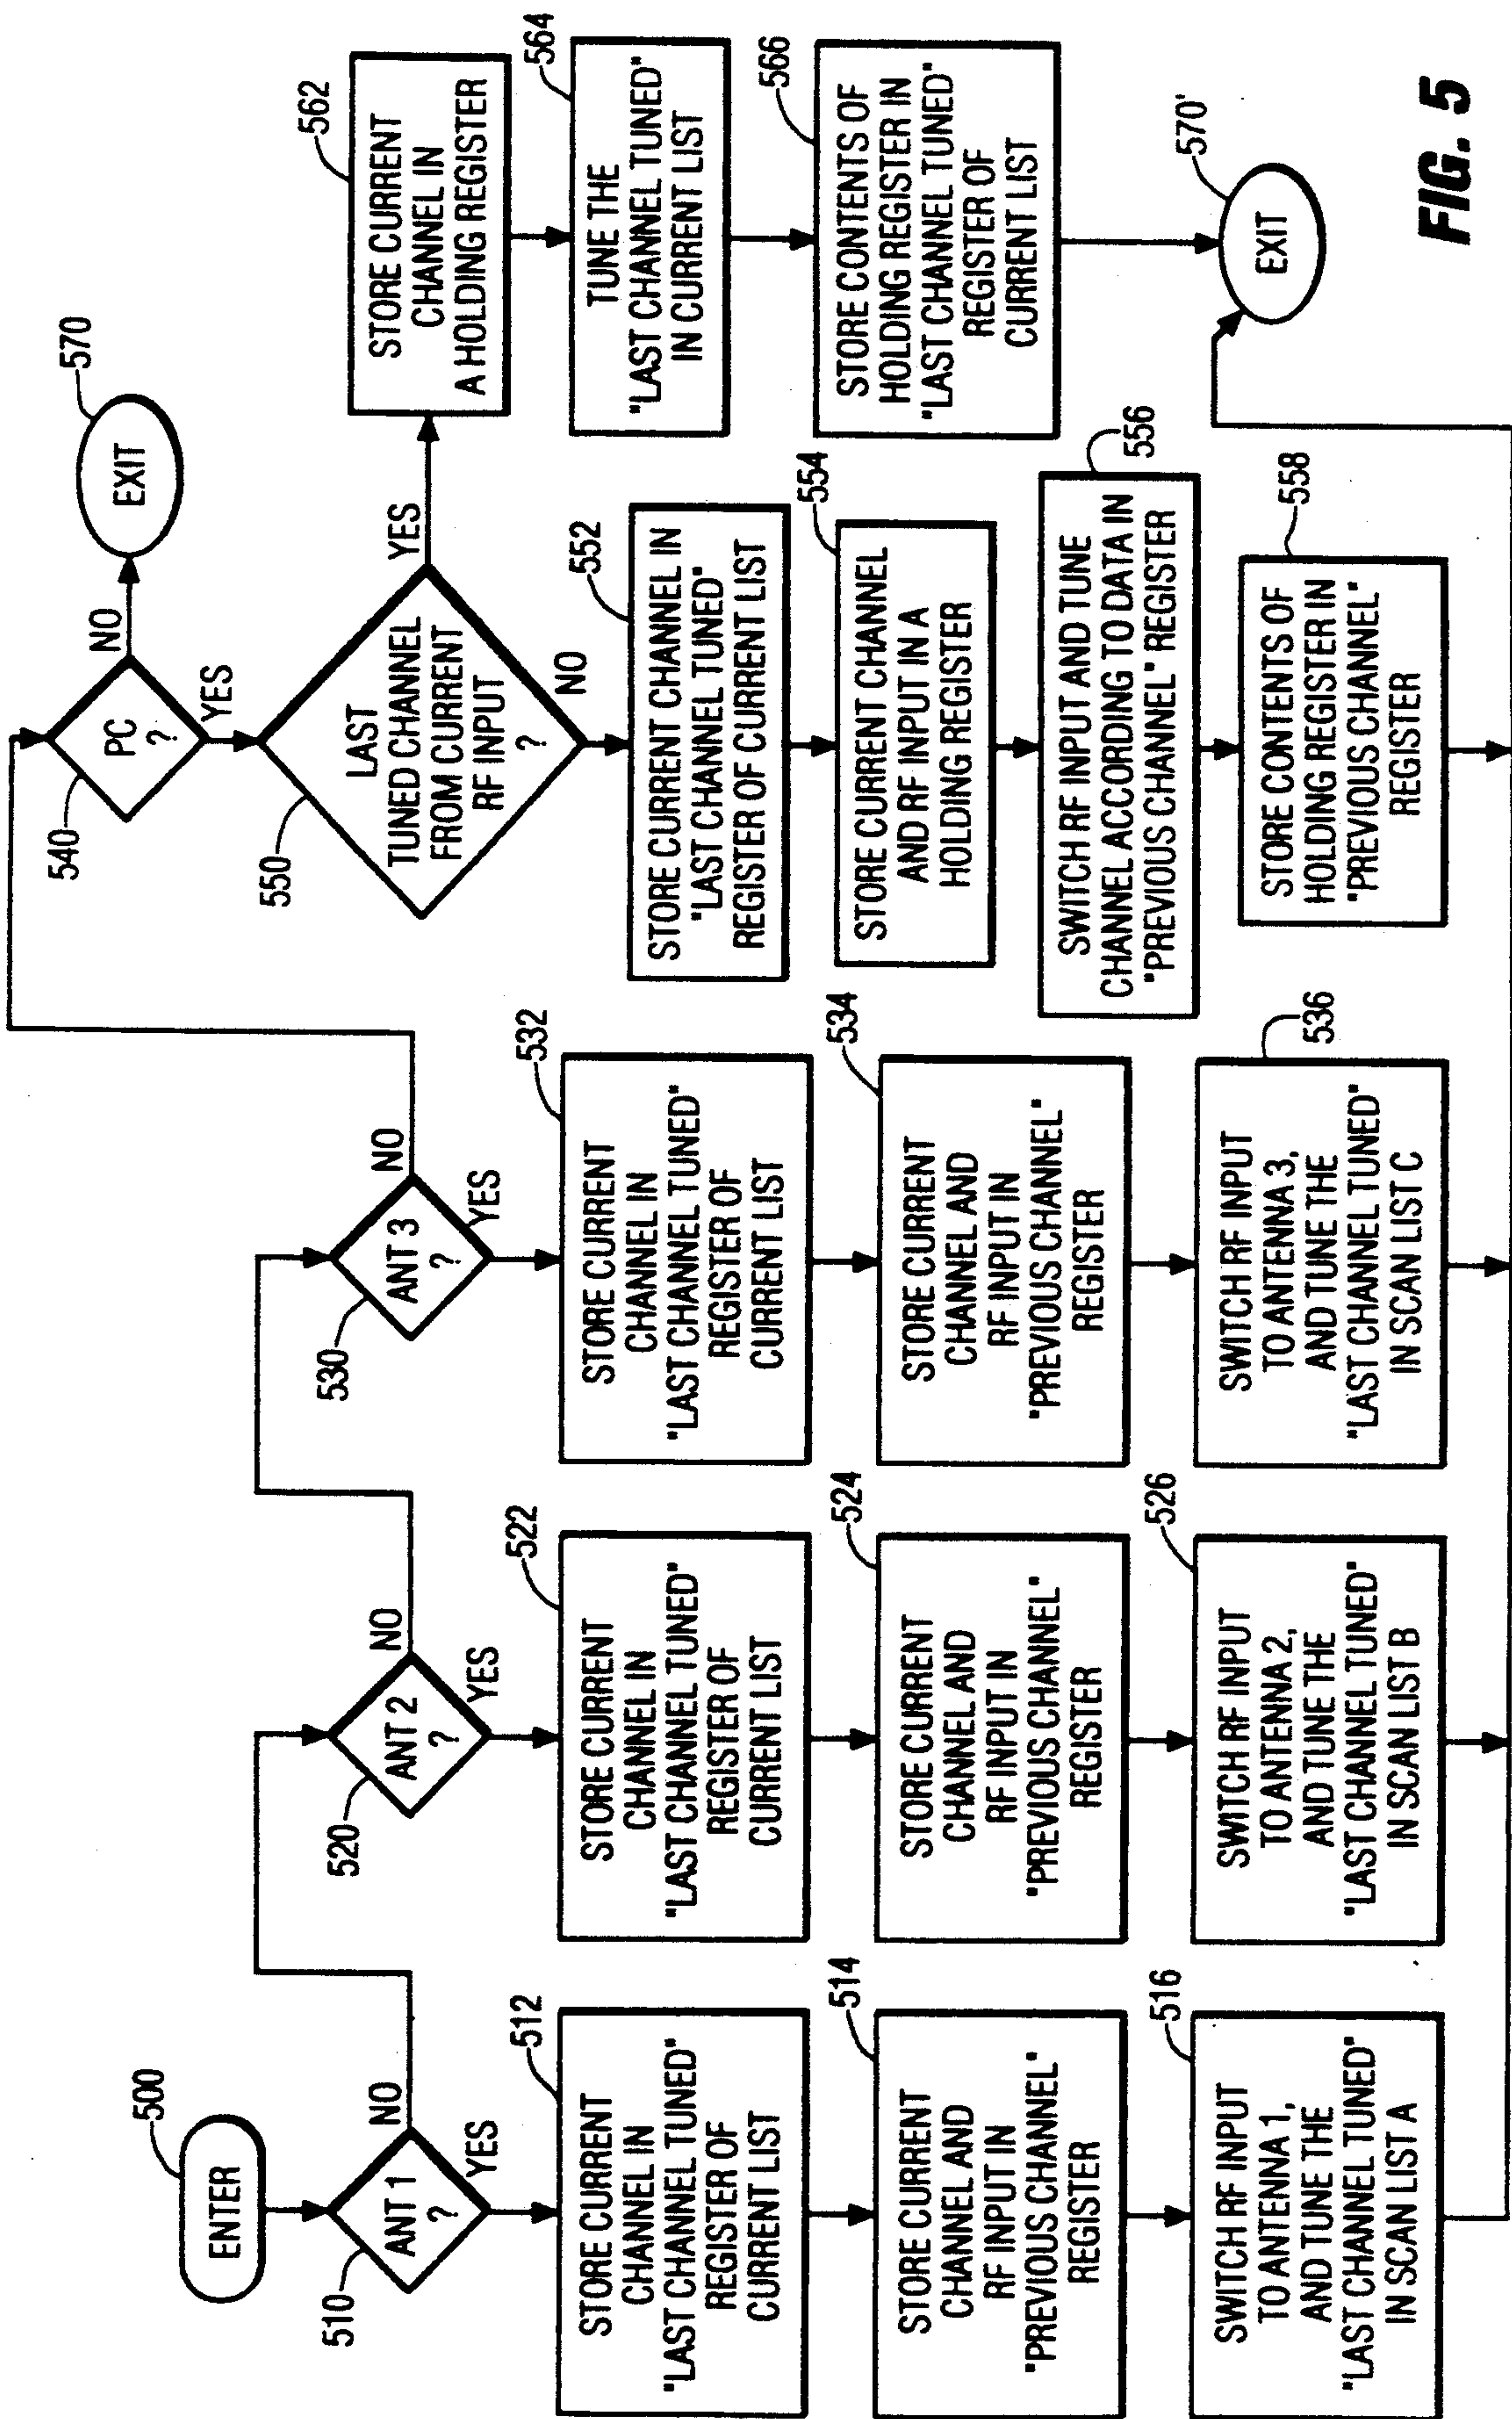 500
ENTER
510
ANT 1
?
NO
YES
512
STORE CURRENT
CHANNEL IN
"LAST CHANNEL TUNED"
REGISTER OF
CURRENT LIST
514
STORE CURRENT
CHANNEL AND
RF INPUT IN
"PREVIOUS CHANNEL"
REGISTER
516
SWITCH RF INPUT
TO ANTENNA 1,
AND TUNE THE
"LAST CHANNEL TUNED"
IN SCAN LIST A
520
ANT 2
?
NO
YES
522
STORE CURRENT
CHANNEL IN
"LAST CHANNEL TUNED"
REGISTER OF
CURRENT LIST
524
STORE CURRENT
CHANNEL AND
RF INPUT IN
"PREVIOUS CHANNEL"
REGISTER
526
SWITCH RF INPUT
TO ANTENNA 2,
AND TUNE THE
"LAST CHANNEL TUNED"
IN SCAN LIST B
530
ANT 3
?
NO
YES
532
STORE CURRENT
CHANNEL IN
"LAST CHANNEL TUNED"
REGISTER OF
CURRENT LIST
534
STORE CURRENT
CHANNEL AND
RF INPUT IN
"PREVIOUS CHANNEL"
REGISTER
536
SWITCH RF INPUT
TO ANTENNA 3,
AND TUNE THE
"LAST CHANNEL TUNED"
IN SCAN LIST C
540
PC
?
NO
YES
570
EXIT
550
LAST
TUNED CHANNEL
FROM CURRENT
RF INPUT
?
YES
NO
552
STORE CURRENT CHANNEL IN
"LAST CHANNEL TUNED"
REGISTER OF CURRENT LIST
554
STORE CURRENT CHANNEL
AND RF INPUT IN A
HOLDING REGISTER
556
SWITCH RF INPUT AND TUNE
CHANNEL ACCORDING TO DATA IN
"PREVIOUS CHANNEL" REGISTER
558
STORE CONTENTS OF
HOLDING REGISTER IN
"PREVIOUS CHANNEL"
REGISTER
562
STORE CURRENT
CHANNEL IN
A HOLDING REGISTER
564
TUNE THE
"LAST CHANNEL TUNED"
IN CURRENT LIST
566
STORE CONTENTS OF
HOLDING REGISTER IN
"LAST CHANNEL TUNED"
REGISTER OF
CURRENT LIST
570'
EXIT
FIG. 5